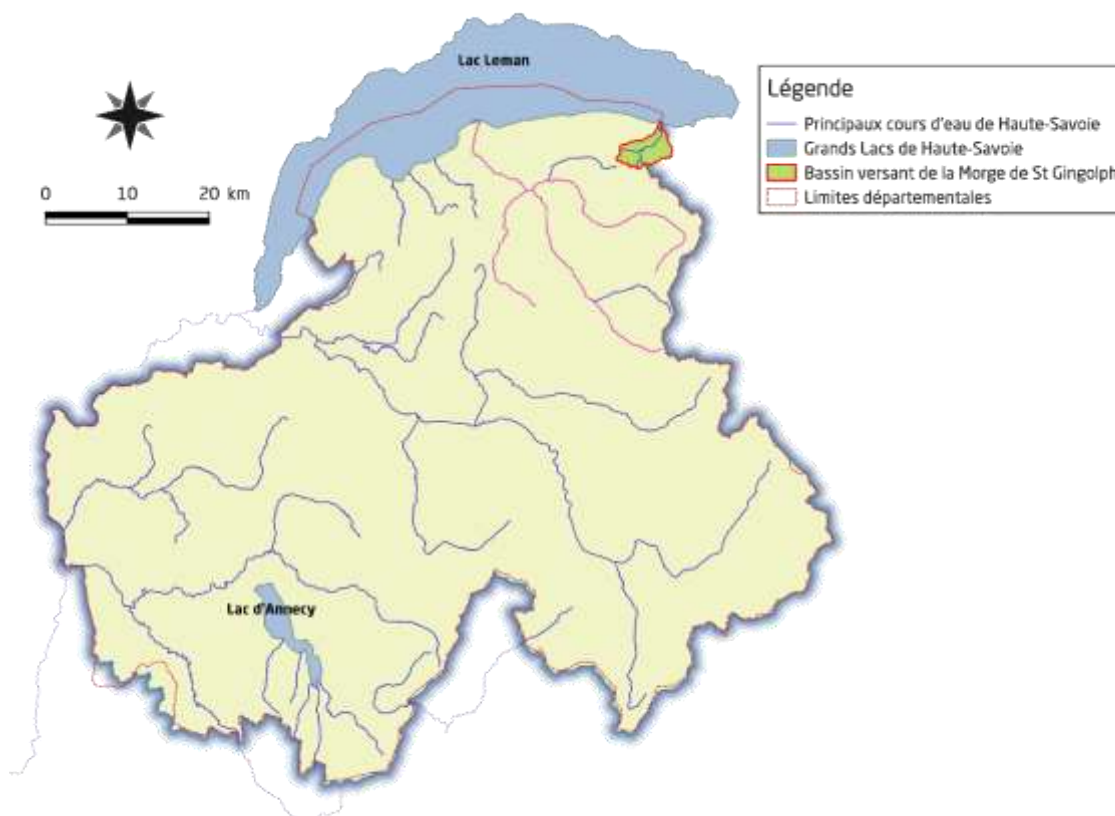 Lac Leman
Légende
Principaux cours d'eau de Haute-Savoie
Grands Lacs de Haute-Savoie
Bassin versant de la Morge de St Gingolph
Limites départementales
0 10 20 km
Lac d'Annecy